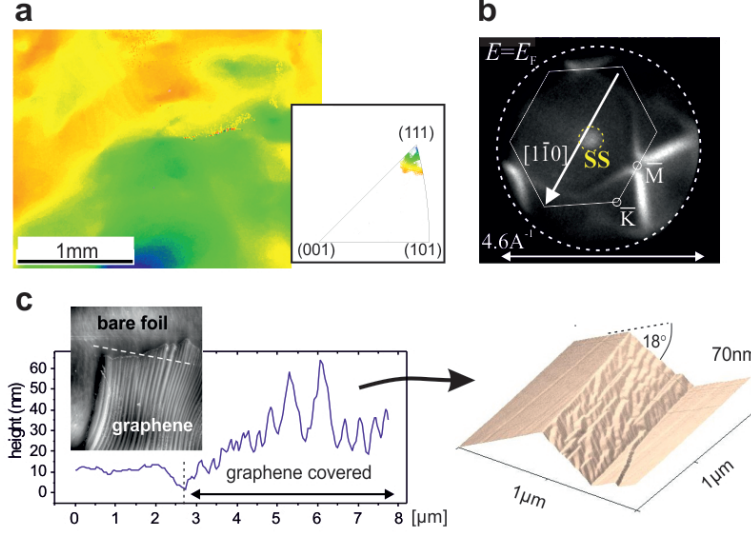 a
1mm
(111)
(001)
(101)
b
E=E_F
[11̅0]
SS
M̅
K̅
4.6A⁻¹
c
bare foil
graphene
height (nm)
60
50
40
30
20
10
0
graphene covered
0 1 2 3 4 5 6 7 8 [µm]
18°
70nm
1µm
1µm